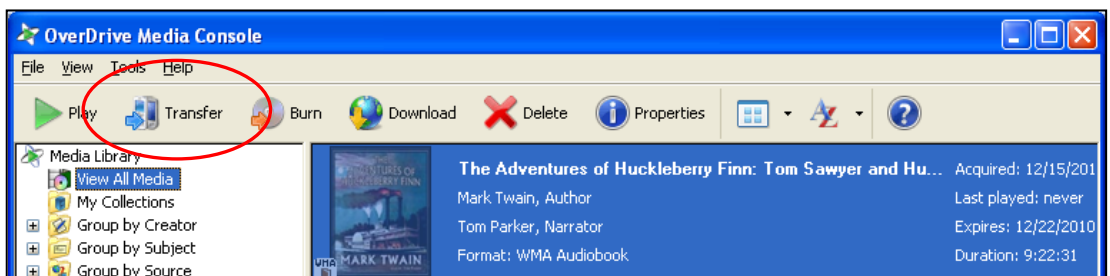 OverDrive Media Console
File View Tools Help
Play Transfer Burn Download Delete Properties
Media Library
View All Media
My Collections
Group by Creator
Group by Subject
Group by Source
The Adventures of Huckleberry Finn: Tom Sawyer and Hu...
Mark Twain, Author
Tom Parker, Narrator
Format: WMA Audiobook
Acquired: 12/15/201
Last played: never
Expires: 12/22/2010
Duration: 9:22:31
MARK TWAIN
WMA